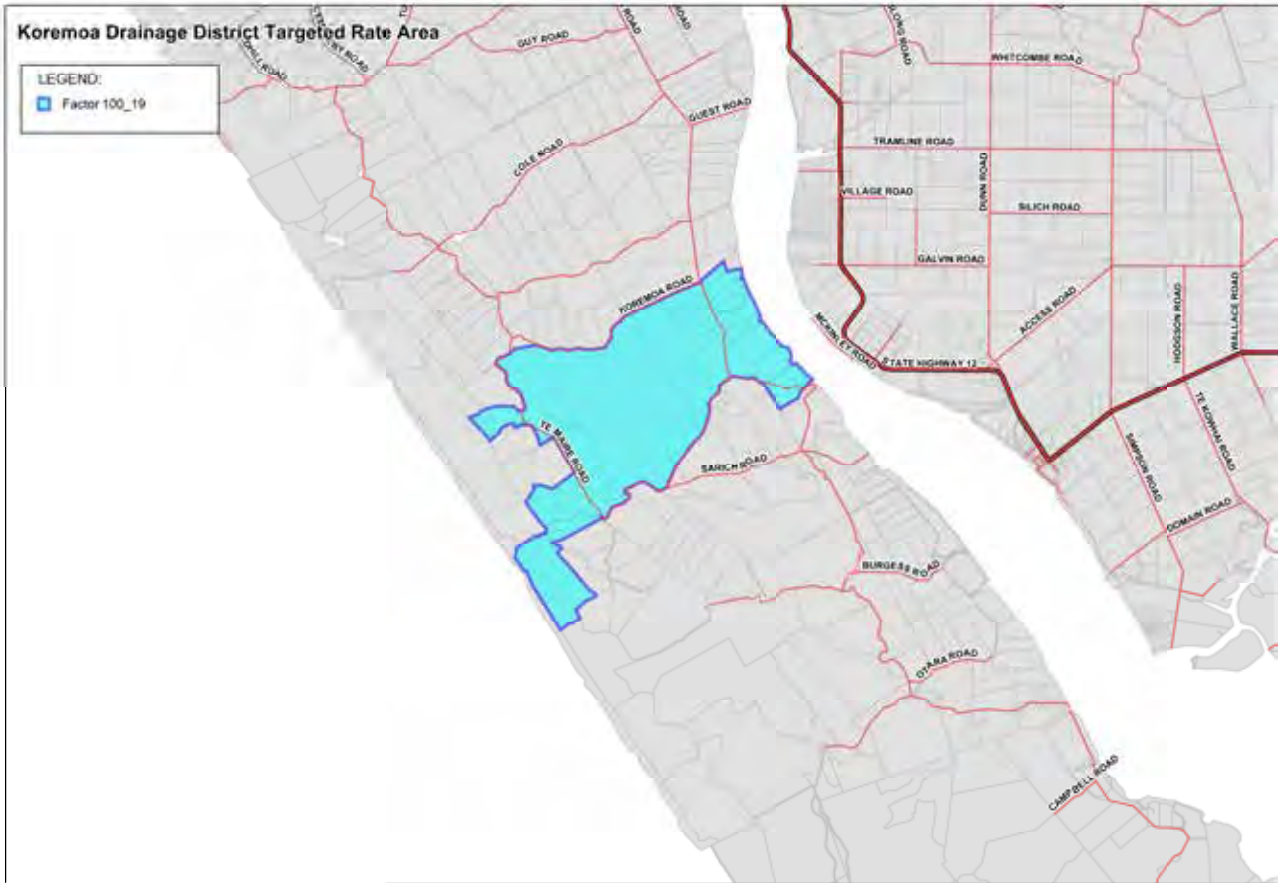 Koremoa Drainage District Targeted Rate Area
LEGEND:
Factor 100_19
GUY ROAD
ROAD
ROAD
WHITCOMBE ROAD
GUEST ROAD
COLE ROAD
TRAMLINE ROAD
VILLAGE ROAD
DUNN ROAD
SILICH ROAD
GALVIN ROAD
KOREMOA ROAD
ACCESS ROAD
HODGSON ROAD
WALLACE ROAD
MCKINLEY ROAD
STATE HIGHWAY 12
TE MAIRE ROAD
SARICH ROAD
SIMPSON ROAD
TE KOWHAI ROAD
DOMAIN ROAD
BURGESS ROAD
OTARA ROAD
CAMPBELL ROAD